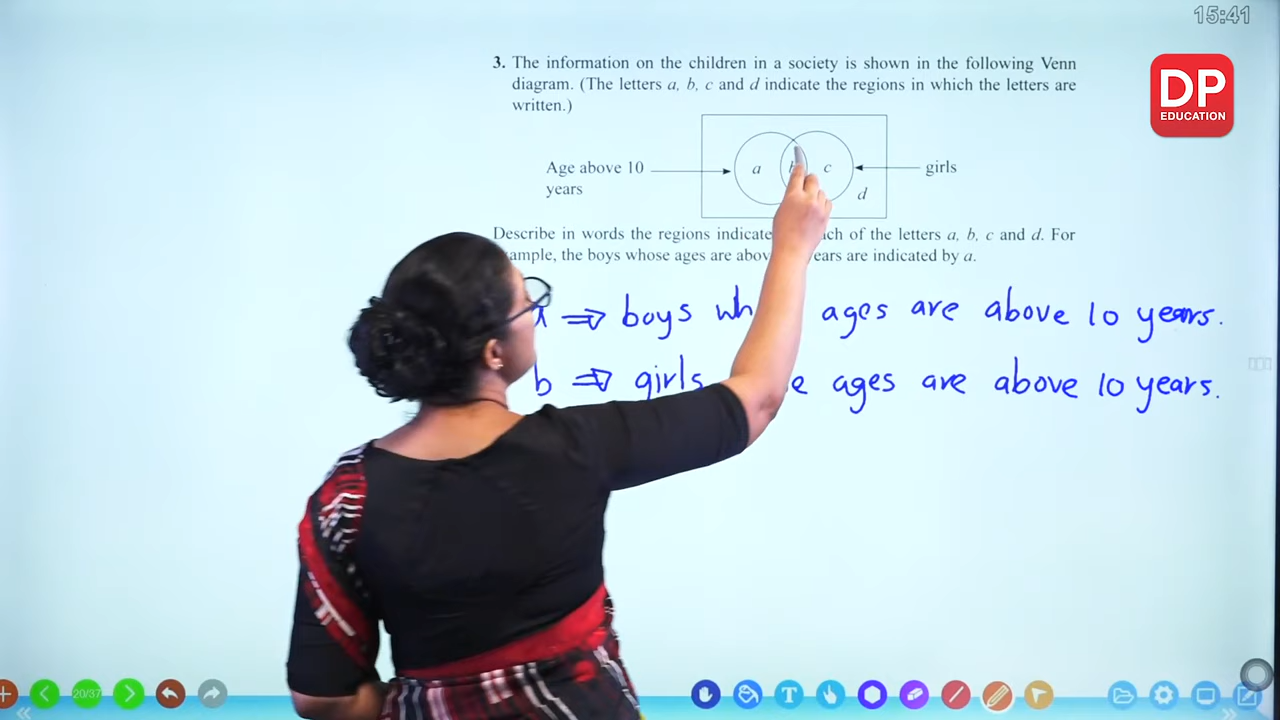 15:41
DP
EDUCATION
3. The information on the children in a society is shown in the following Venn
diagram. (The letters a, b, c and d indicate the regions in which the letters are
written.)
Age above 10
years
a
c
d
girls
Describe in words the regions indicate ch of the letters a, b, c and d. For
ample, the boys whose ages are abov ears are indicated by a.
⇒ boys wh ages are above 10 years.
b ⇒ girls e ages are above 10 years.
20/37
T